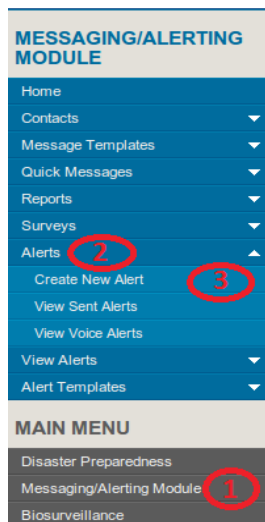 MESSAGING/ALERTING
MODULE
Home
Contacts
Message Templates
Quick Messages
Reports
Surveys
Alerts 2
Create New Alert 3
View Sent Alerts
View Voice Alerts
View Alerts
Alert Templates
MAIN MENU
Disaster Preparedness
Messaging/Alerting Module 1
Biosurveillance